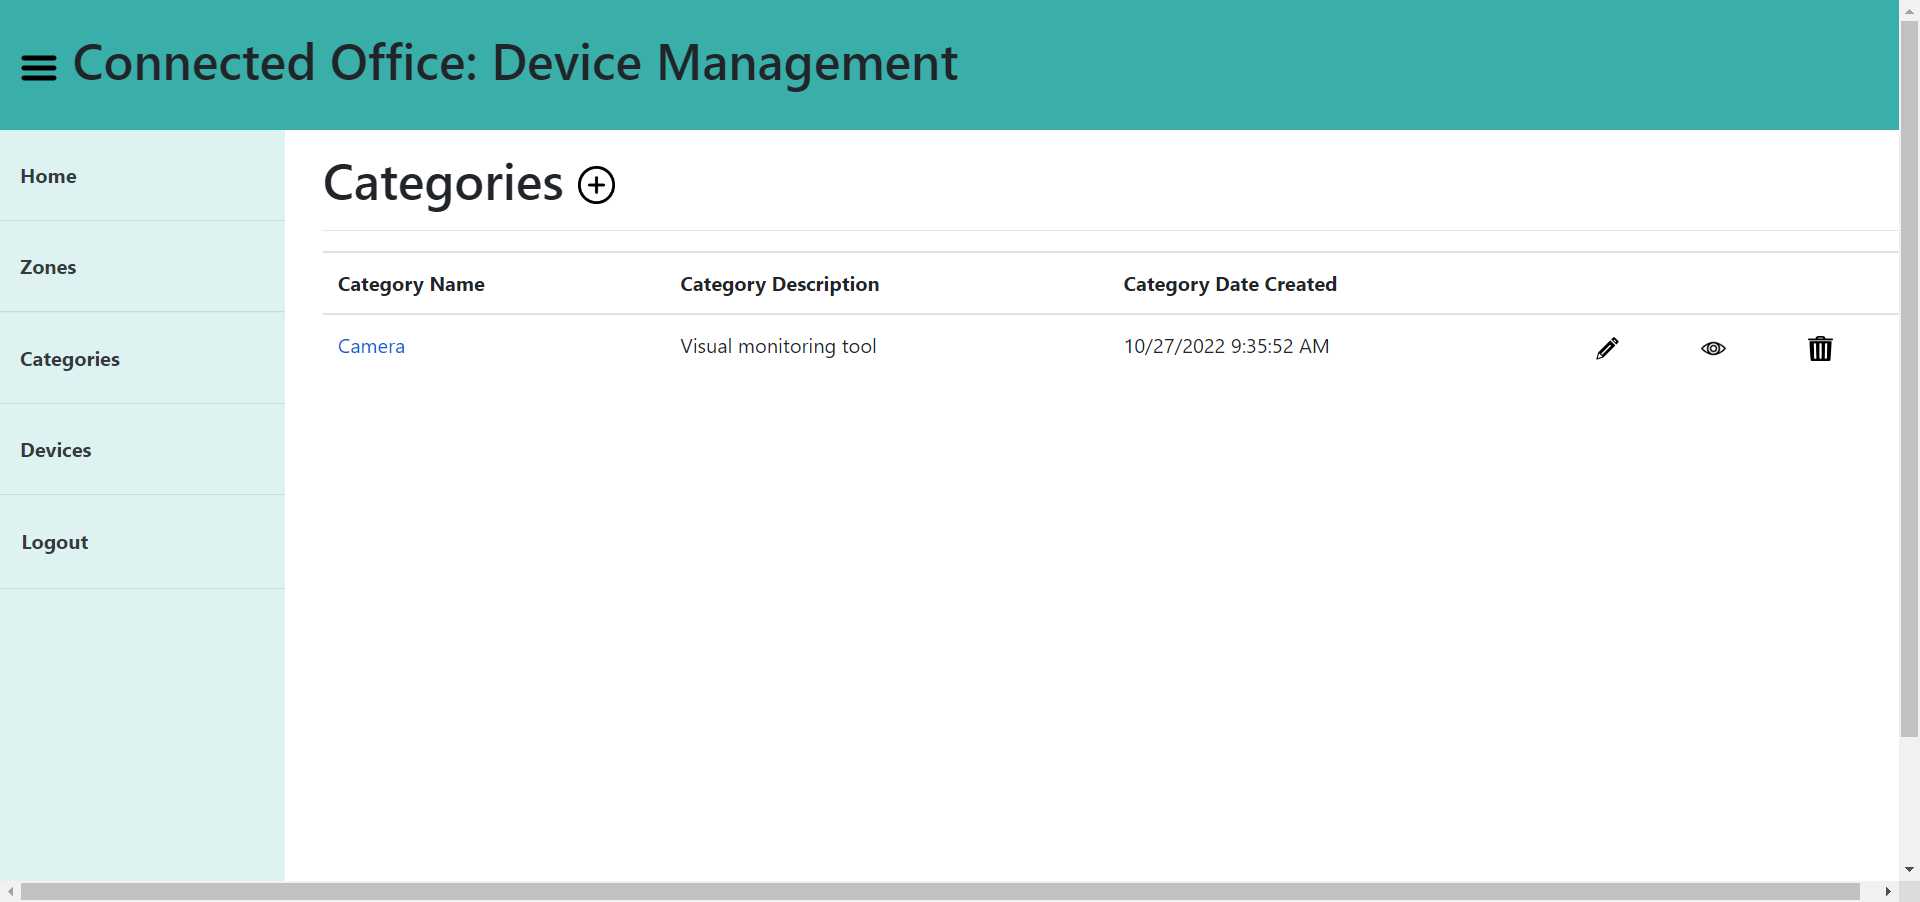 Connected Office: Device Management
Home
Zones
Categories
Devices
Logout
Categories
Category Name Category Description Category Date Created
Camera Visual monitoring tool 10/27/2022 9:35:52 AM